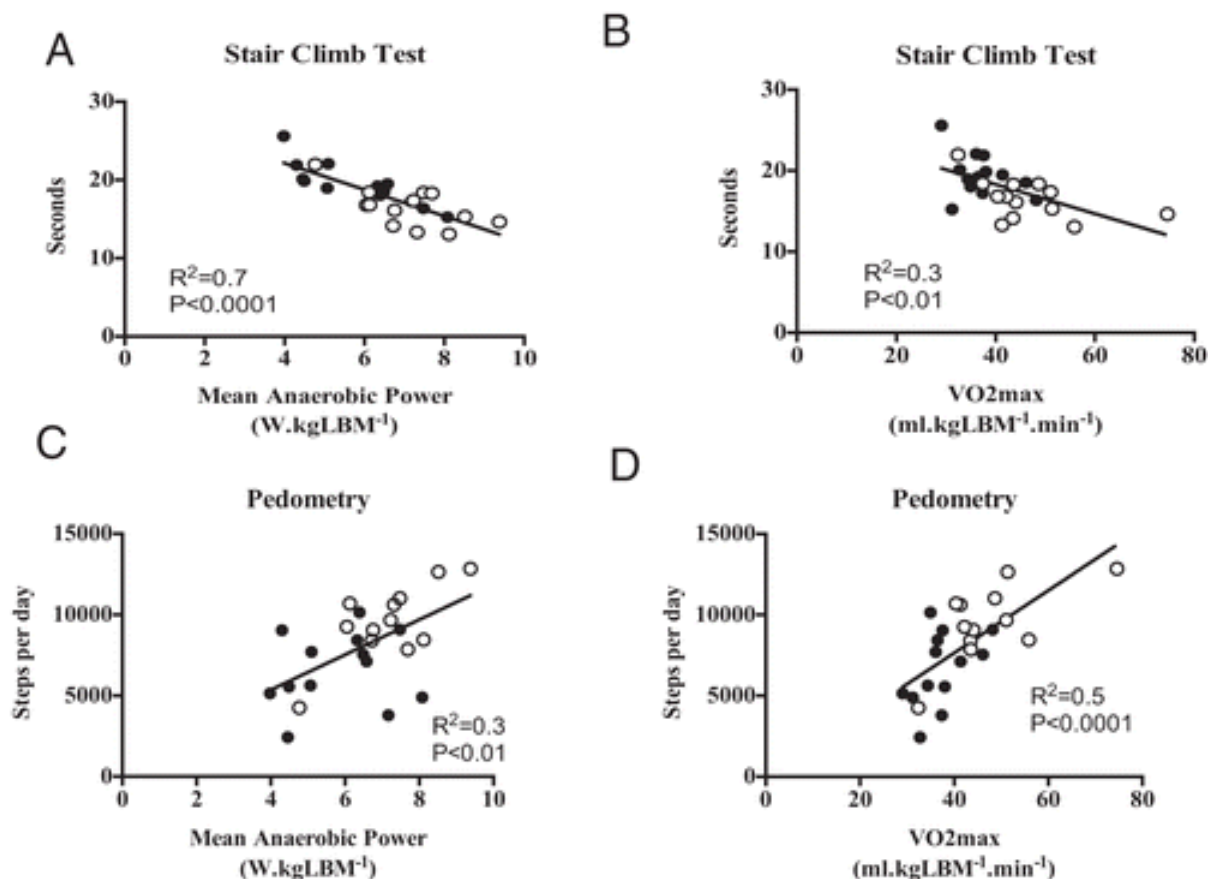 A
Stair Climb Test
30
20
10
0
Seconds
R²=0.7
P<0.0001
0 2 4 6 8 10
Mean Anaerobic Power
(W.kgLBM⁻¹)
B
Stair Climb Test
30
20
10
0
Seconds
R²=0.3
P<0.01
0 20 40 60 80
VO2max
(ml.kgLBM⁻¹.min⁻¹)
C
Pedometry
15000
10000
5000
0
Steps per day
R²=0.3
P<0.01
0 2 4 6 8 10
Mean Anaerobic Power
(W.kgLBM⁻¹)
D
Pedometry
15000
10000
5000
0
Steps per day
R²=0.5
P<0.0001
0 20 40 60 80
VO2max
(ml.kgLBM⁻¹.min⁻¹)